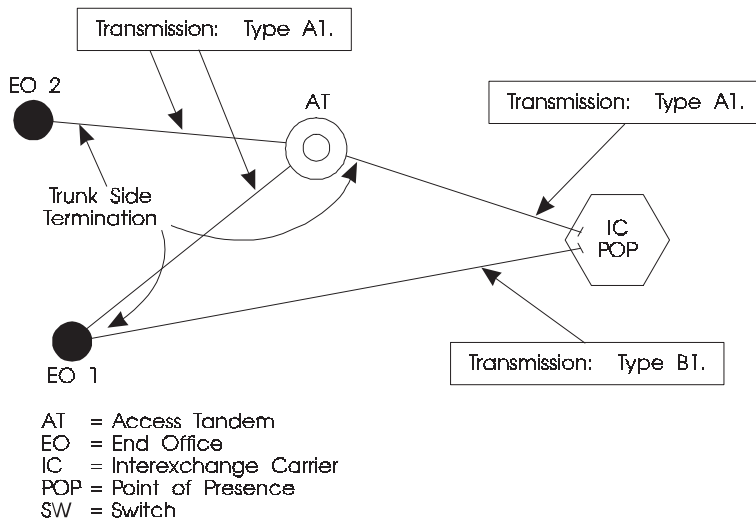 Transmission: Type A1.
EO 2
AT
Transmission: Type A1.
Trunk Side
Termination
IC
POP
Transmission: Type B1.
EO 1
AT = Access Tandem
EO = End Office
IC = Interexchange Carrier
POP = Point of Presence
SW = Switch